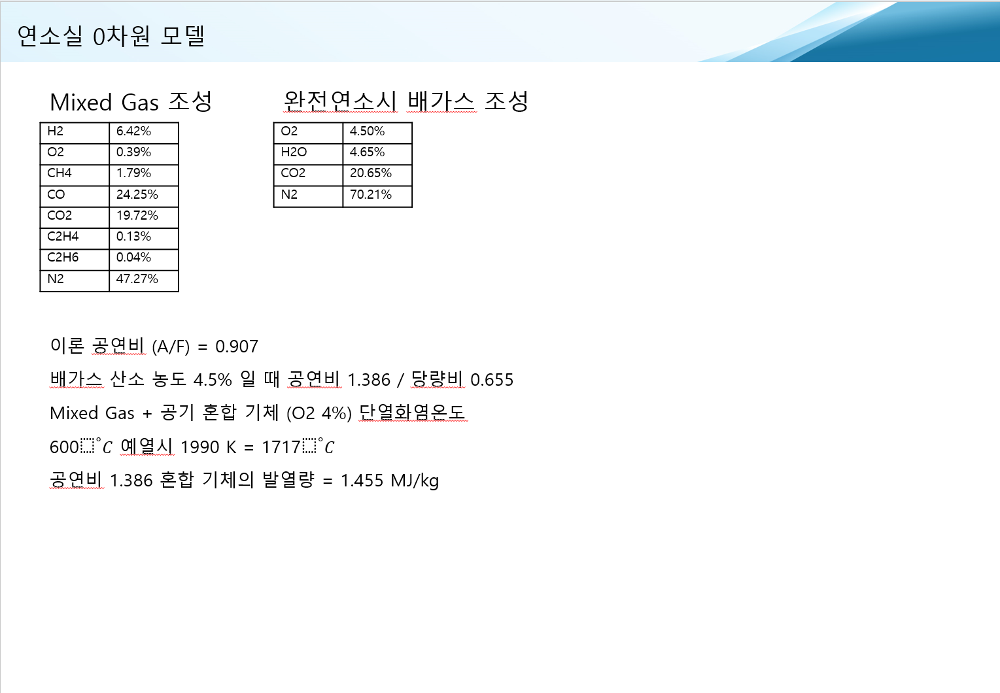 연소실 0차원 모델
Mixed Gas 조성
H2 6.42%
O2 0.39%
CH4 1.79%
CO 24.25%
CO2 19.72%
C2H4 0.13%
C2H6 0.04%
N2 47.27%
완전연소시 배가스 조성
O2 4.50%
H2O 4.65%
CO2 20.65%
N2 70.21%
이론 공연비 (A/F) = 0.907
배가스 산소 농도 4.5% 일 때 공연비 1.386 / 당량비 0.655
Mixed Gas + 공기 혼합 기체 (O2 4%) 단열화염온도
600⬚°C 예열시 1990 K = 1717⬚°C
공연비 1.386 혼합 기체의 발열량 = 1.455 MJ/kg